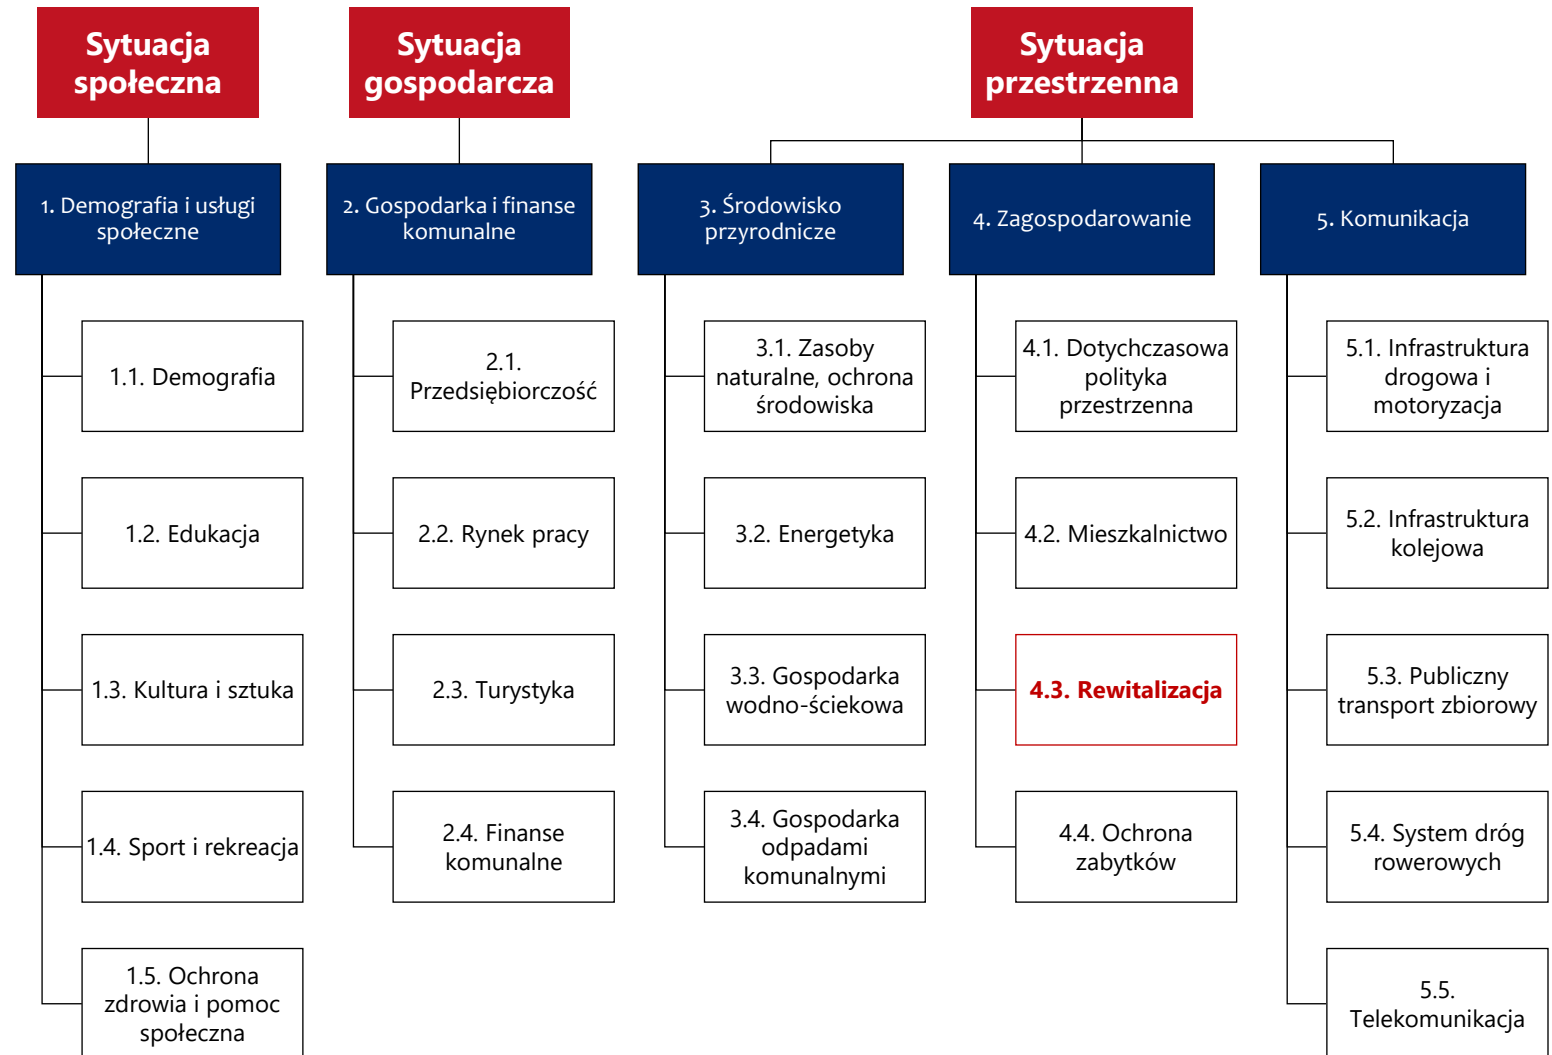 Sytuacja
społeczna
Sytuacja
gospodarcza
Sytuacja
przestrzenna
1. Demografia i usługi
społeczne
2. Gospodarka i finanse
komunalne
3. Środowisko
przyrodnicze
4. Zagospodarowanie
5. Komunikacja
1.1. Demografia
1.2. Edukacja
1.3. Kultura i sztuka
1.4. Sport i rekreacja
1.5. Ochrona
zdrowia i pomoc
społeczna
2.1.
Przedsiębiorczość
2.2. Rynek pracy
2.3. Turystyka
2.4. Finanse
komunalne
3.1. Zasoby
naturalne, ochrona
środowiska
3.2. Energetyka
3.3. Gospodarka
wodno-ściekowa
3.4. Gospodarka
odpadami
komunalnymi
4.1. Dotychczasowa
polityka
przestrzenna
4.2. Mieszkalnictwo
4.3. Rewitalizacja
4.4. Ochrona
zabytków
5.1. Infrastruktura
drogowa i
motoryzacja
5.2. Infrastruktura
kolejowa
5.3. Publiczny
transport zbiorowy
5.4. System dróg
rowerowych
5.5.
Telekomunikacja